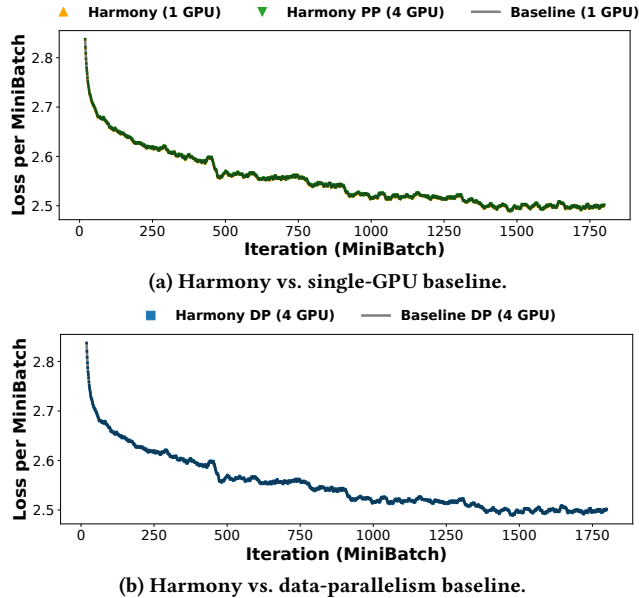 Harmony (1 GPU) Harmony PP (4 GPU) Baseline (1 GPU)
Loss per MiniBatch
2.8
2.7
2.6
2.5
0 250 500 750 1000 1250 1500 1750
Iteration (MiniBatch)
(a) Harmony vs. single-GPU baseline.
Harmony DP (4 GPU) Baseline DP (4 GPU)
Loss per MiniBatch
2.8
2.7
2.6
2.5
0 250 500 750 1000 1250 1500 1750
Iteration (MiniBatch)
(b) Harmony vs. data-parallelism baseline.